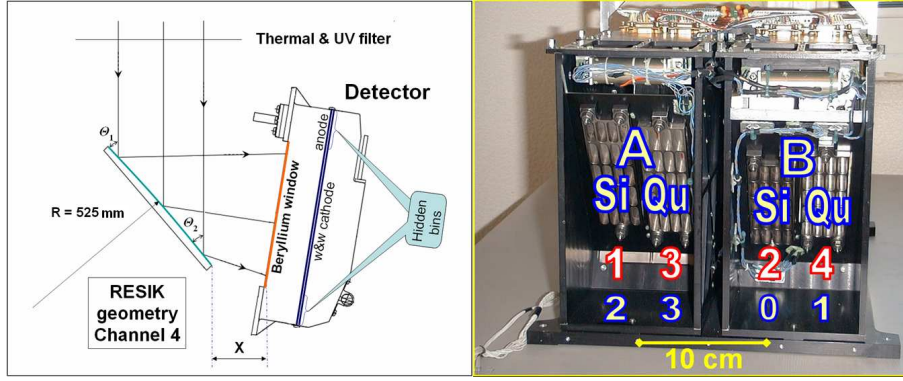 Thermal & UV filter
Detector
Θ1
anode
Beryllium window
w&w cathode
Hidden
bins
R = 525 mm
Θ2
RESIK
geometry
Channel 4
X
A
B
Si Qu
Si Qu
1 3
2 4
2 3
0 1
10 cm